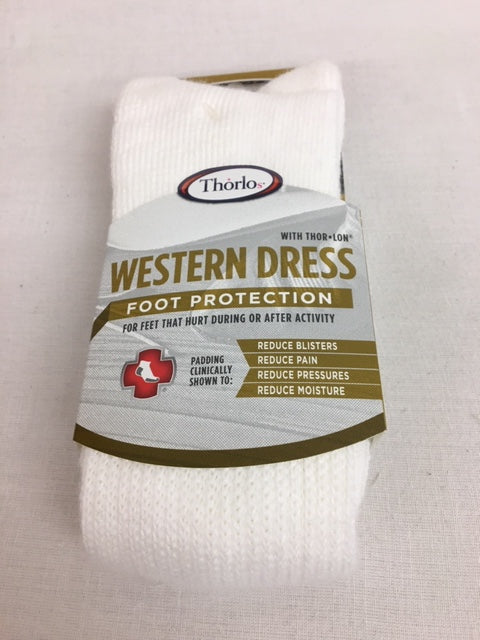 Thórlos
WITH THOR•LON®
WESTERN DRESS
FOOT PROTECTION
FOR FEET THAT HURT DURING OR AFTER ACTIVITY
PADDING
CLINICALLY
SHOWN TO:
REDUCE BLISTERS
REDUCE PAIN
REDUCE PRESSURES
REDUCE MOISTURE